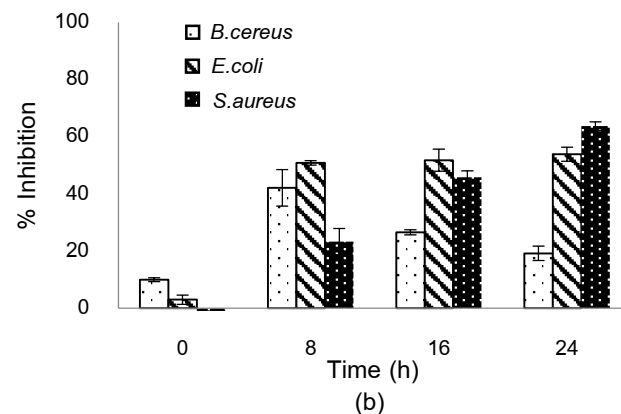 100
80
60
40
20
0
% Inhibition
B.cereus
E.coli
S.aureus
0 8 16 24
Time (h)
(b)